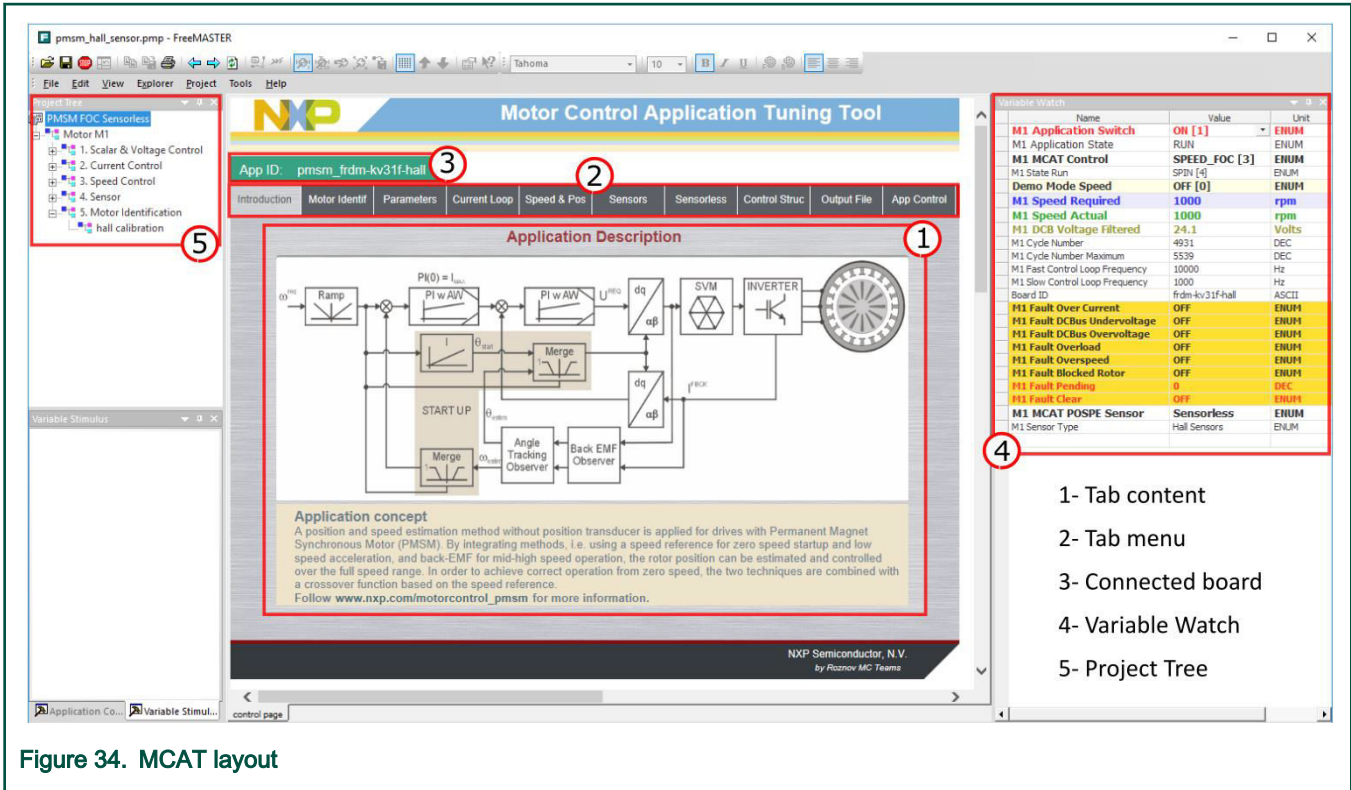 pmsm_hall_sensor.pmp - FreeMASTER
Tahoma
10
B I U
File Edit View Explorer Project Tools Help
Project Tree
PMSM FOC Sensorless
Motor M1
1. Scalar & Voltage Control
2. Current Control
3. Speed Control
4. Sensor
5. Motor Identification
hall calibration
5
Variable Stimulus
Application Co...
Variable Stimul...
NXP
Motor Control Application Tuning Tool
App ID: pmsm_frdm-kv31f-hall
3
2
Introduction
Motor Identif
Parameters
Current Loop
Speed & Pos
Sensors
Sensorless
Control Struc
Output File
App Control
Application Description
1
PI(0) = I
ω req
Ramp
PI w AW
PI w AW
U REQ
dq
αβ
SVM
INVERTER
I
θ start
Merge
dq
αβ
I FBCK
START UP
θ estim
Merge
ω estim
Angle
Tracking
Observer
Back EMF
Observer
Application concept
A position and speed estimation method without position transducer is applied for drives with Permanent Magnet
Synchronous Motor (PMSM). By integrating methods, i.e. using a speed reference for zero speed startup and low
speed acceleration, and back-EMF for mid-high speed operation, the rotor position can be estimated and controlled
over the full speed range. In order to achieve correct operation from zero speed, the two techniques are combined with
a crossover function based on the speed reference.
Follow www.nxp.com/motorcontrol_pmsm for more information.
NXP Semiconductor, N.V.
by Roznov MC Teams
control page
Variable Watch
Name Value Unit
M1 Application Switch ON [1] ENUM
M1 Application State RUN ENUM
M1 MCAT Control SPEED_FOC [3] ENUM
M1 State Run SPIN [4] ENUM
Demo Mode Speed OFF [0] ENUM
M1 Speed Required 1000 rpm
M1 Speed Actual 1000 rpm
M1 DCB Voltage Filtered 24.1 Volts
M1 Cycle Number 4931 DEC
M1 Cycle Number Maximum 5539 DEC
M1 Fast Control Loop Frequency 10000 Hz
M1 Slow Control Loop Frequency 1000 Hz
Board ID frdm-kv31f-hall ASCII
M1 Fault Over Current OFF ENUM
M1 Fault DCBus Undervoltage OFF ENUM
M1 Fault DCBus Overvoltage OFF ENUM
M1 Fault Overload OFF ENUM
M1 Fault Overspeed OFF ENUM
M1 Fault Blocked Rotor OFF ENUM
M1 Fault Pending 0 DEC
M1 Fault Clear OFF ENUM
M1 MCAT POSPE Sensor Sensorless ENUM
M1 Sensor Type Hall Sensors ENUM
4
1- Tab content
2- Tab menu
3- Connected board
4- Variable Watch
5- Project Tree
Figure 34. MCAT layout